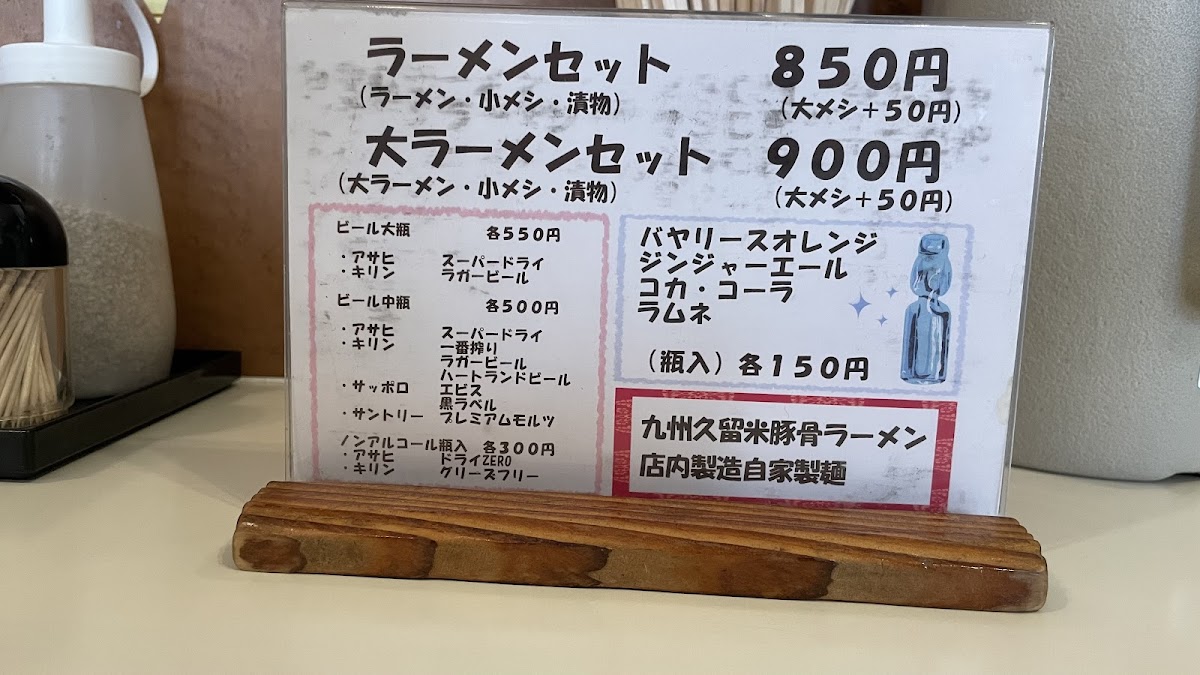 ラーメンセット 850円
(ラーメン・小メシ・漬物) (大メシ+50円)
大ラーメンセット 900円
(大ラーメン・小メシ・漬物) (大メシ+50円)
ビール大瓶 各550円
・アサヒ スーパードライ
・キリン ラガービール
ビール中瓶 各500円
・アサヒ スーパードライ
・キリン 一番搾り
ラガービール
ハートランドビール
・サッポロ エビス
黒ラベル
・サントリー プレミアムモルツ
ノンアルコール瓶入 各300円
・アサヒ ドライZERO
・キリン グリーズフリー
バヤリースオレンジ
ジンジャーエール
コカ・コーラ
ラムネ
(瓶入) 各150円
九州久留米豚骨ラーメン
店内製造自家製麺